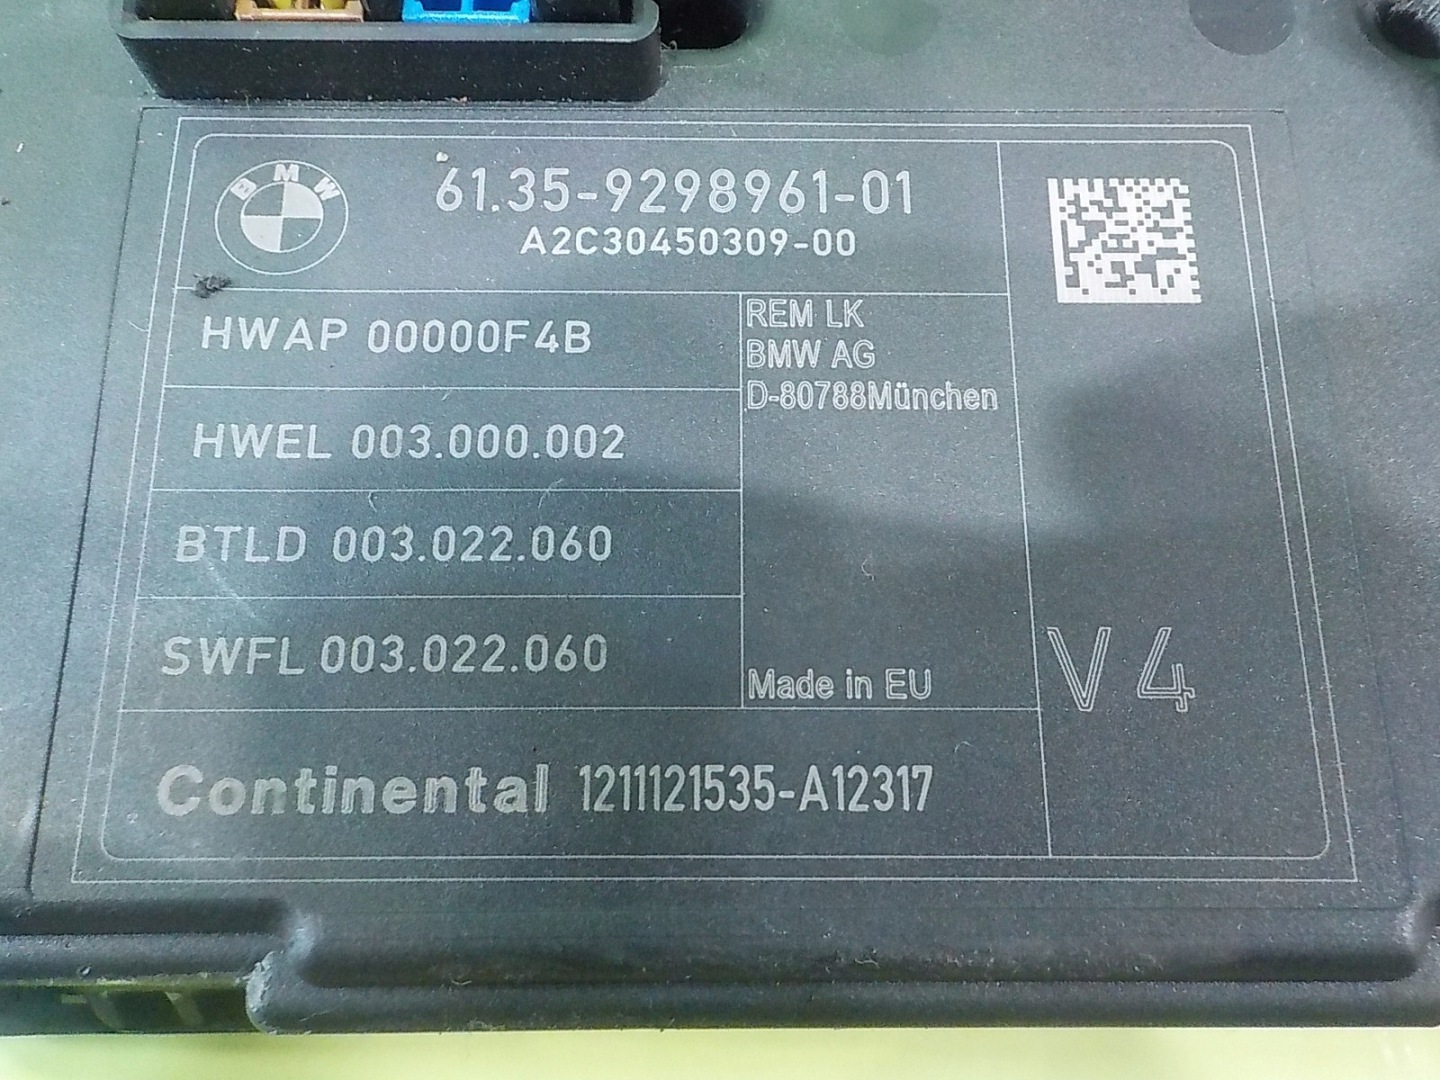 BMW
61.35-9298961-01
A2C30450309-00
HWAP 00000F4B
HWEL 003.000.002
BTLD 003.022.060
SWFL 003.022.060
REM LK
BMW AG
D-80788München
Made in EU
V4
Continental 1211121535-A12317